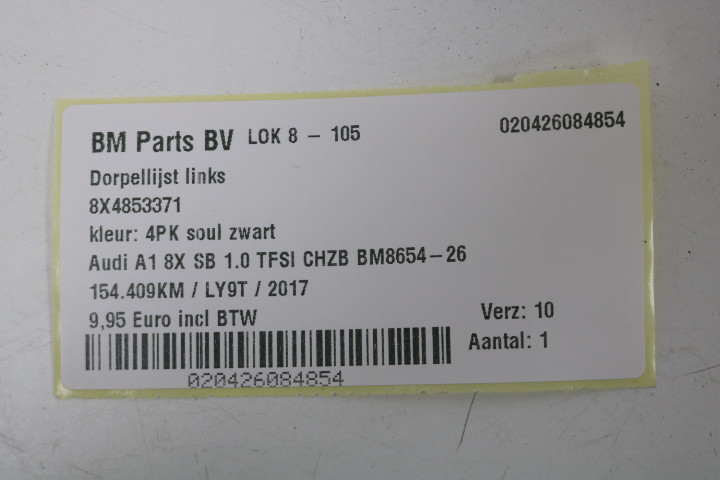 BM Parts BV LOK 8 - 105 020426084854
Dorpellijst links
8X4853371
kleur: 4PK soul zwart
Audi A1 8X SB 1.0 TFSI CHZB BM8654-26
154.409KM / LY9T / 2017
9,95 Euro incl BTW Verz: 10
Aantal: 1
020426084854